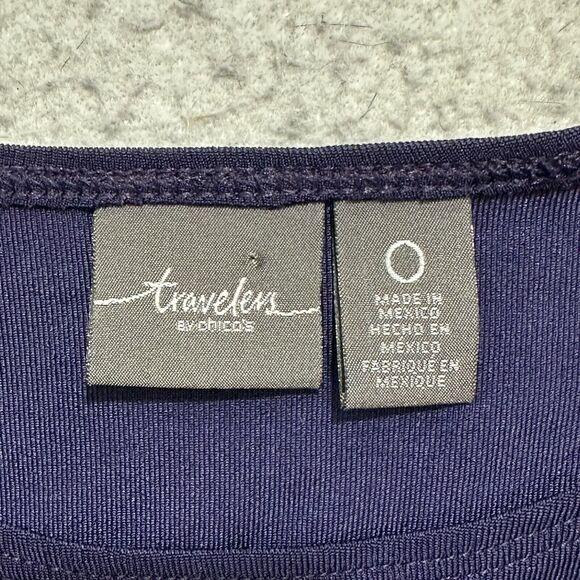 travelers
BY chico's
0
MADE IN
MEXICO
HECHO EN
MEXICO
FABRIQUE EN
MEXIQUE